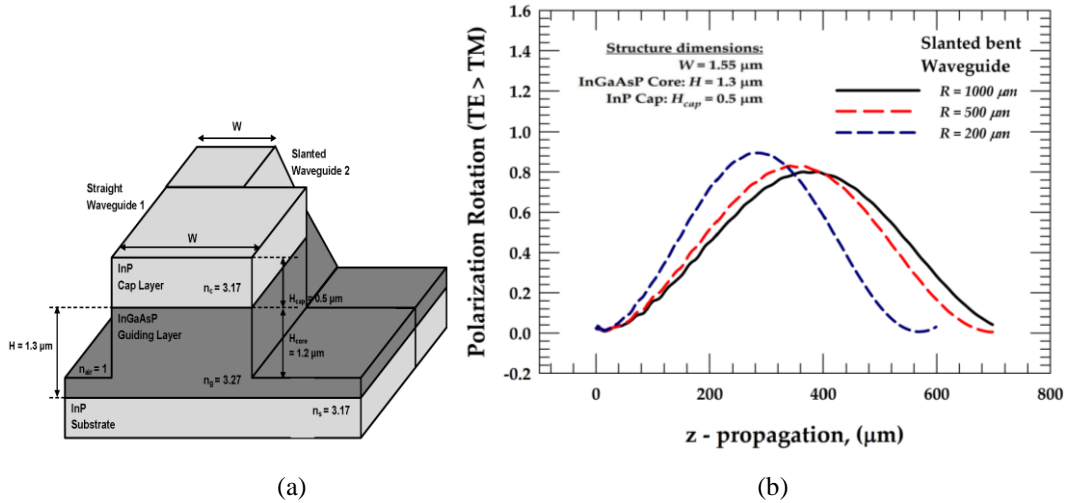 W
Slanted
Waveguide 2
Straight
Waveguide 1
W
InP
Cap Layer
n_c = 3.17
H_cap = 0.5 µm
InGaAsP
Guiding Layer
H_core
= 1.2 µm
H = 1.3 µm
n_air = 1
n_g = 3.27
InP
Substrate
n_s = 3.17
(a)
Polarization Rotation (TE > TM)
1.6
1.4
1.2
1.0
0.8
0.6
0.4
0.2
0.0
-0.2
Structure dimensions:
W = 1.55 µm
InGaAsP Core: H = 1.3 µm
InP Cap: H_cap = 0.5 µm
Slanted bent
Waveguide
R = 1000 µm
R = 500 µm
R = 200 µm
0 200 400 600 800
z - propagation, (µm)
(b)